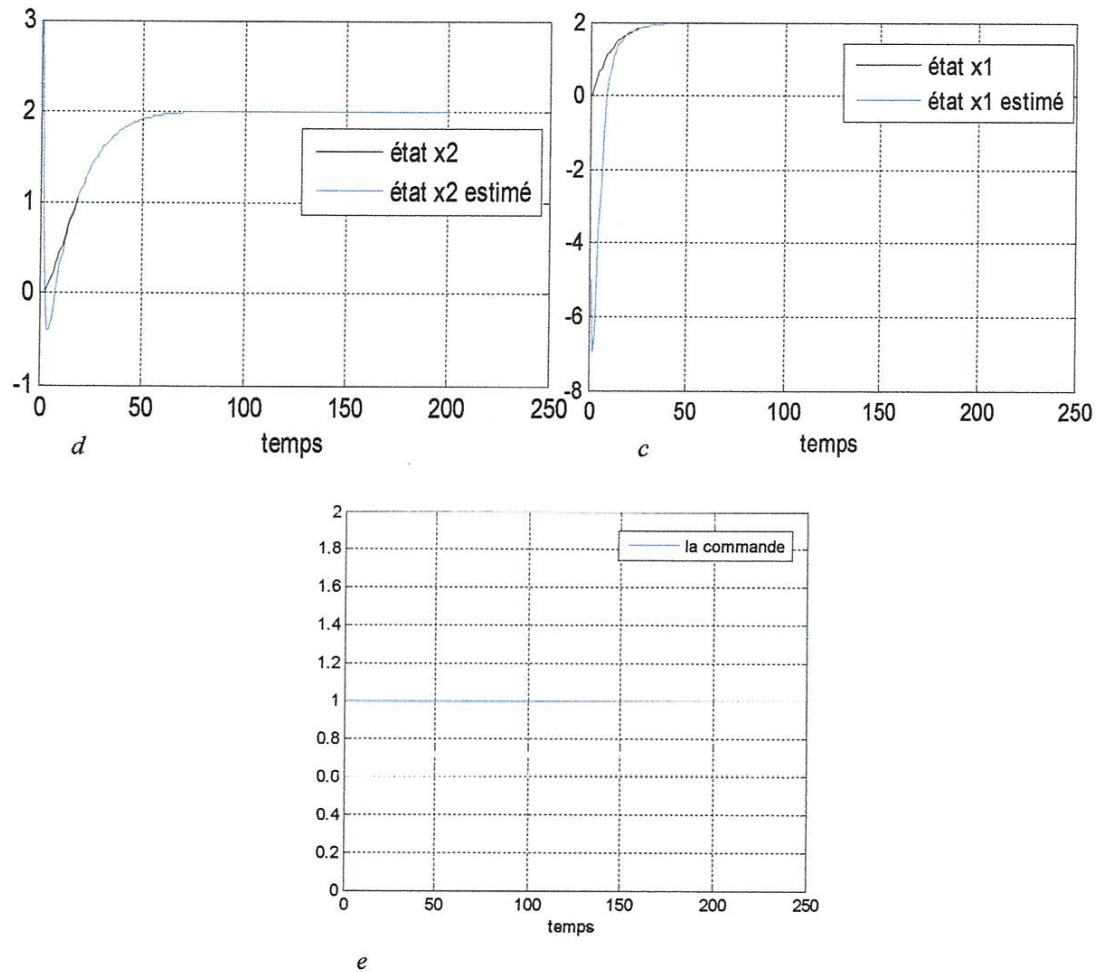 3
2
1
0
-1
état x2
état x2 estimé
0 50 100 150 200 250
temps
d
2
0
-2
-4
-6
-8
état x1
état x1 estimé
0 50 100 150 200 250
temps
c
2
1.8
1.6
1.4
1.2
1
0.8
0.6
0.4
0.2
0
la commande
0 50 100 150 200 250
temps
e